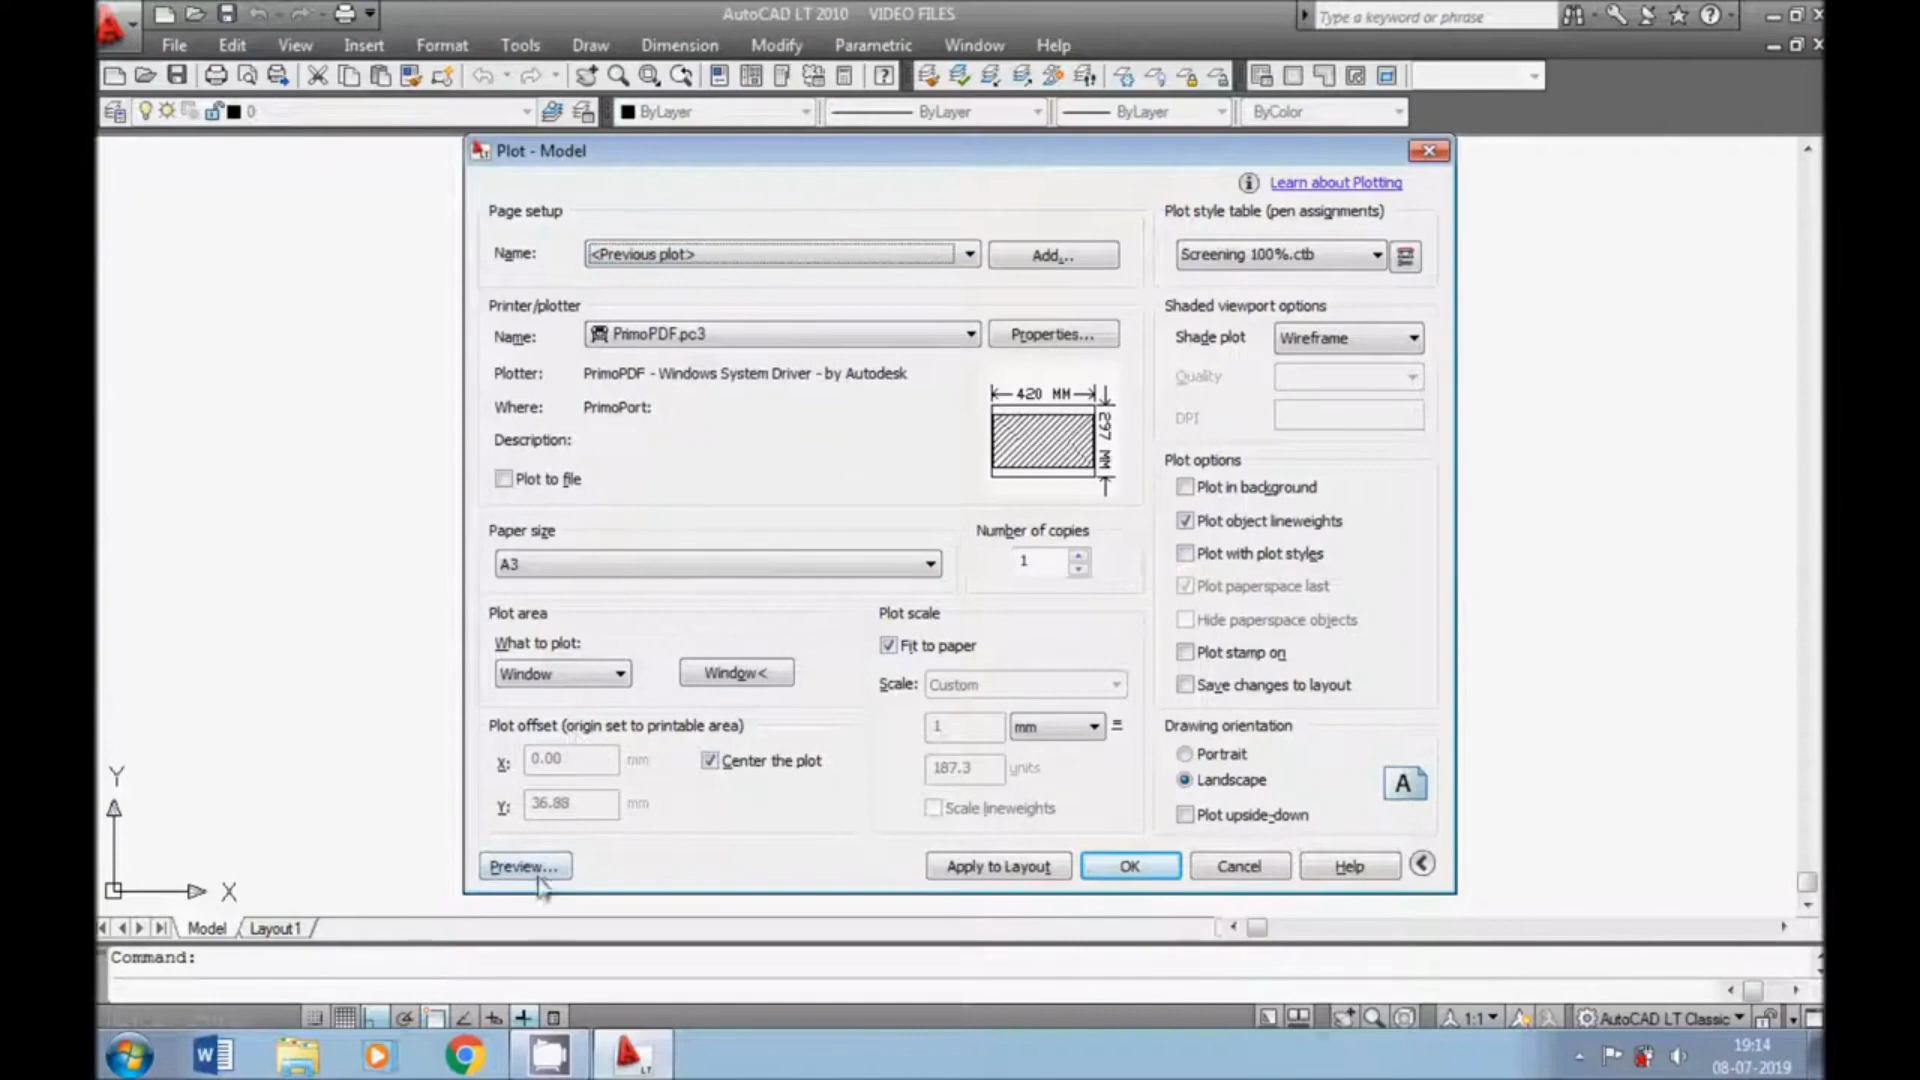 AutoCAD LT 2010 VIDEO FILES
Type a keyword or phrase
File Edit View Insert Format Tools Draw Dimension Modify Parametric Window Help
0 ByLayer ByLayer ByLayer ByColor
Plot - Model
Learn about Plotting
Page setup
Name: <Previous plot> Add...
Plot style table (pen assignments)
Screening 100%.ctb
Printer/plotter
Name: PrimoPDF.pc3 Properties...
Plotter: PrimoPDF - Windows System Driver - by Autodesk
Where: PrimoPort:
Description:
Plot to file
420 MM
297 MM
Shaded viewport options
Shade plot Wireframe
Quality
DPI
Paper size
A3
Number of copies
1
Plot options
Plot in background
Plot object lineweights
Plot with plot styles
Plot paperspace last
Hide paperspace objects
Plot stamp on
Save changes to layout
Plot area
What to plot:
Window Window<
Plot scale
Fit to paper
Scale: Custom
1 mm =
187.3 units
Scale lineweights
Plot offset (origin set to printable area)
X: 0.00 mm Center the plot
Y: 36.88 mm
Drawing orientation
Portrait
Landscape
Plot upside-down
A
Preview... Apply to Layout OK Cancel Help
Y
X
Model Layout1
Command:
1:1 AutoCAD LT Classic
W
LT
19:14
08-07-2019